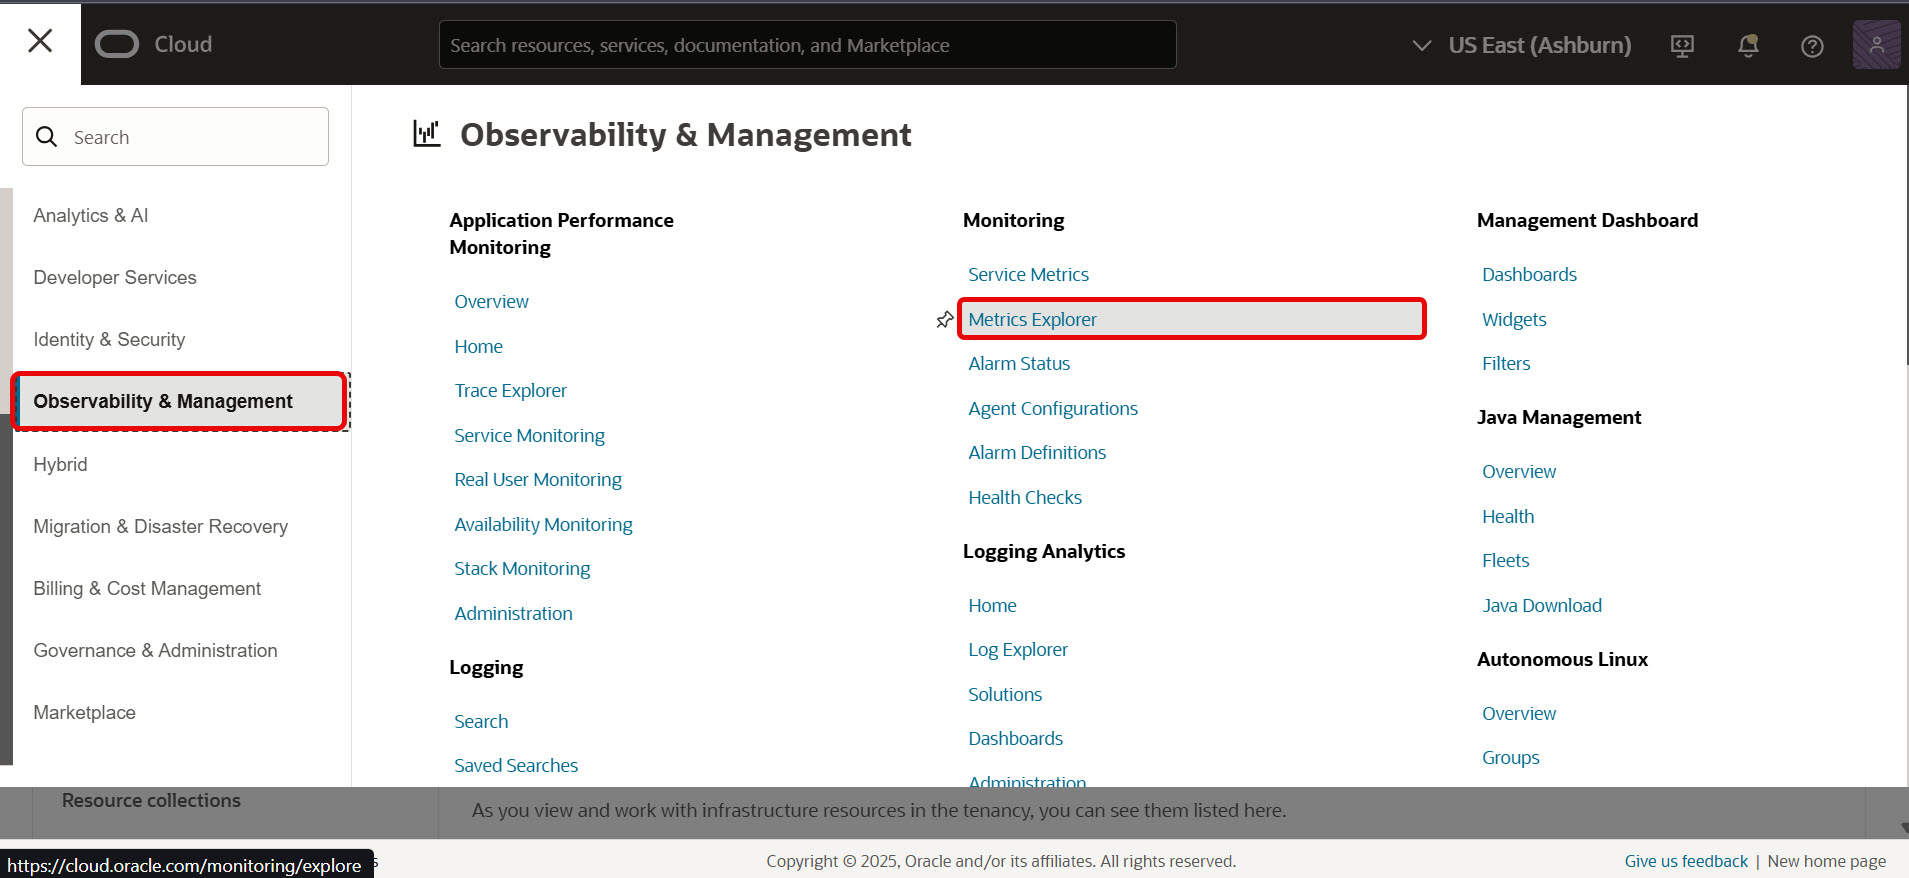 Cloud
Search resources, services, documentation, and Marketplace
US East (Ashburn)
Search
Analytics & AI
Developer Services
Identity & Security
Observability & Management
Hybrid
Migration & Disaster Recovery
Billing & Cost Management
Governance & Administration
Marketplace
Observability & Management
Application Performance
Monitoring
Overview
Home
Trace Explorer
Service Monitoring
Real User Monitoring
Availability Monitoring
Stack Monitoring
Administration
Logging
Search
Saved Searches
Monitoring
Service Metrics
Metrics Explorer
Alarm Status
Agent Configurations
Alarm Definitions
Health Checks
Logging Analytics
Home
Log Explorer
Solutions
Dashboards
Administration
Management Dashboard
Dashboards
Widgets
Filters
Java Management
Overview
Health
Fleets
Java Download
Autonomous Linux
Overview
Groups
Resource collections
As you view and work with infrastructure resources in the tenancy, you can see them listed here.
https://cloud.oracle.com/monitoring/explore
Copyright © 2025, Oracle and/or its affiliates. All rights reserved.
Give us feedback | New home page